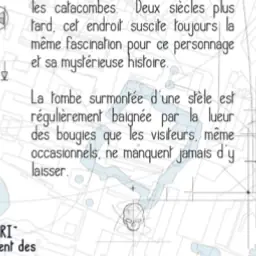 les catacombes. Deux siècles plus
tard, cet endroit suscite toujours la
même fascination pour ce personnage
et sa mystérieuse histoire.
La tombe surmontée d'une stèle est
régulièrement baignée par la lueur
des bougies que les visiteurs, même
occasionnels, ne manquent jamais d'y
laisser.
RI"
ent des